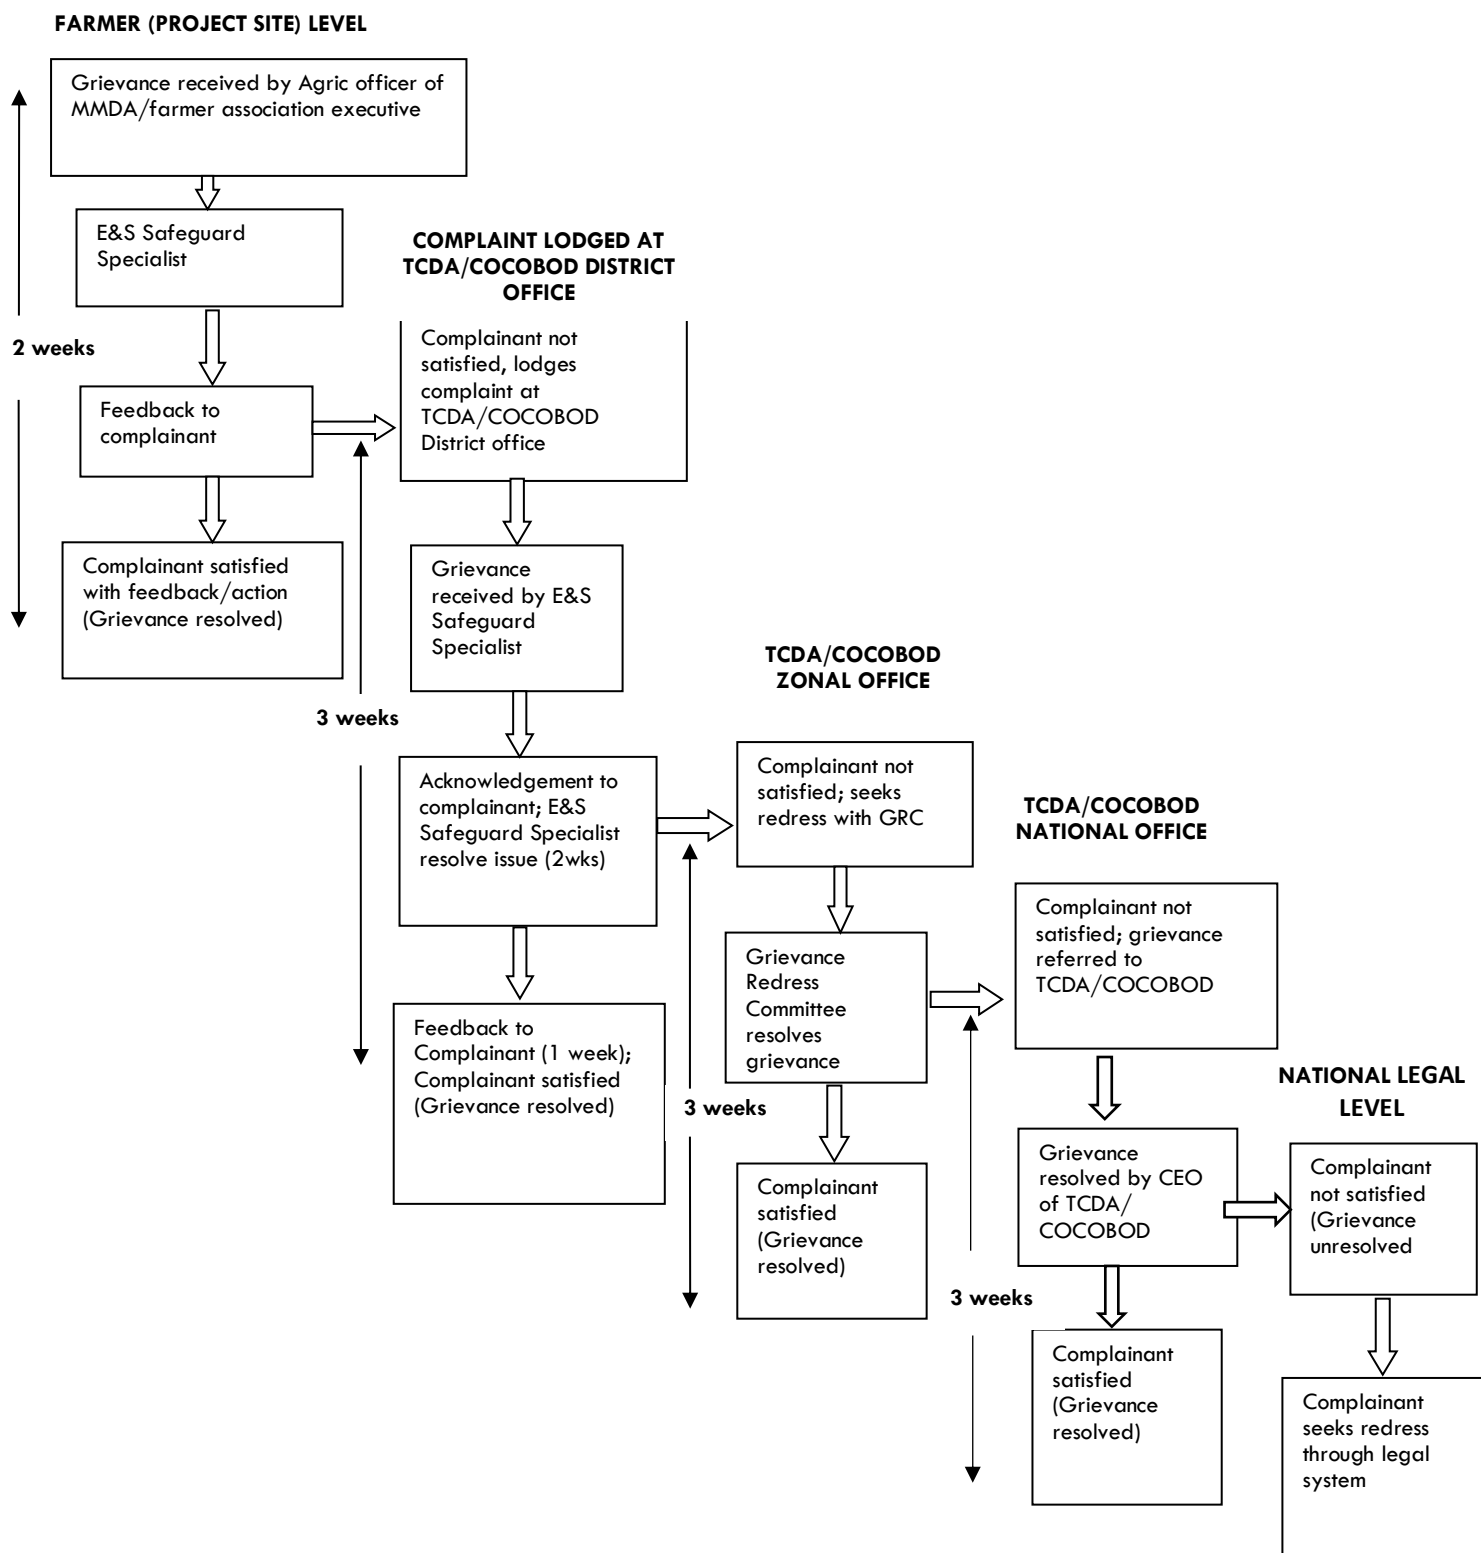 FARMER (PROJECT SITE) LEVEL
Grievance received by Agric officer of
MMDA/farmer association executive
E&S Safeguard
Specialist
2 weeks
Feedback to
complainant
Complainant satisfied
with feedback/action
(Grievance resolved)
COMPLAINT LODGED AT
TCDA/COCOBOD DISTRICT
OFFICE
Complainant not
satisfied, lodges
complaint at
TCDA/COCOBOD
District office
Grievance
received by E&S
Safeguard
Specialist
3 weeks
Acknowledgement to
complainant; E&S
Safeguard Specialist
resolve issue (2wks)
Feedback to
Complainant (1 week);
Complainant satisfied
(Grievance resolved)
TCDA/COCOBOD
ZONAL OFFICE
Complainant not
satisfied; seeks
redress with GRC
Grievance
Redress
Committee
resolves
grievance
3 weeks
Complainant
satisfied
(Grievance
resolved)
TCDA/COCOBOD
NATIONAL OFFICE
Complainant not
satisfied; grievance
referred to
TCDA/COCOBOD
Grievance
resolved by CEO
of TCDA/
COCOBOD
3 weeks
Complainant
satisfied
(Grievance
resolved)
NATIONAL LEGAL
LEVEL
Complainant
not satisfied
(Grievance
unresolved
Complainant
seeks redress
through legal
system